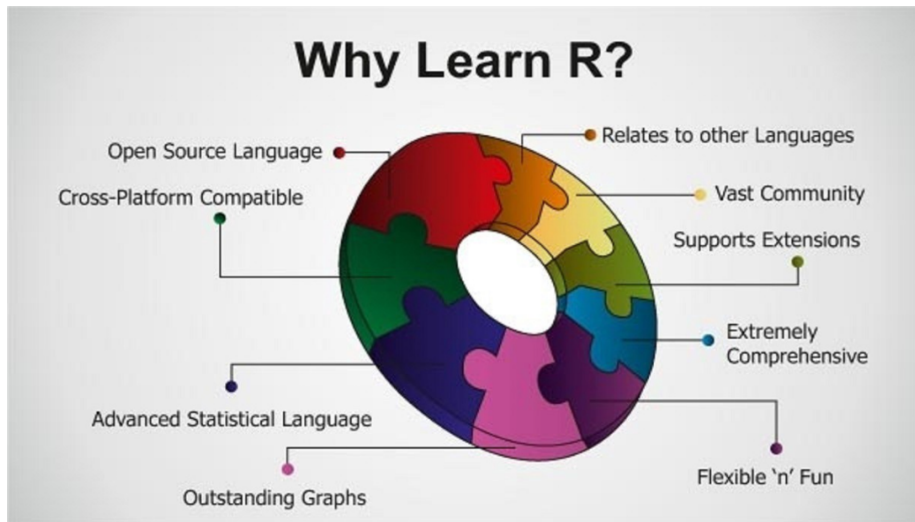 Why Learn R?
Open Source Language
Relates to other Languages
Cross-Platform Compatible
Vast Community
Supports Extensions
Extremely
Comprehensive
Advanced Statistical Language
Flexible ‘n’ Fun
Outstanding Graphs